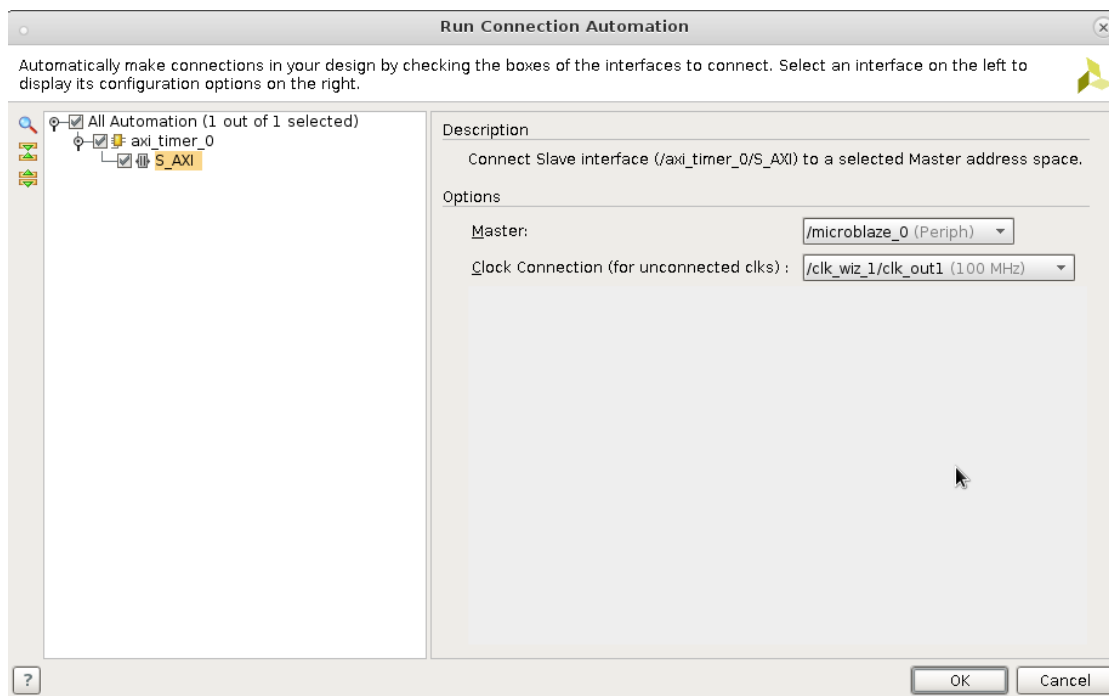 Run Connection Automation
Automatically make connections in your design by checking the boxes of the interfaces to connect. Select an interface on the left to
display its configuration options on the right.
All Automation (1 out of 1 selected)
axi_timer_0
S_AXI
Description
Connect Slave interface (/axi_timer_0/S_AXI) to a selected Master address space.
Options
Master:
/microblaze_0 (Periph)
Clock Connection (for unconnected clks) :
/clk_wiz_1/clk_out1 (100 MHz)
?
OK
Cancel